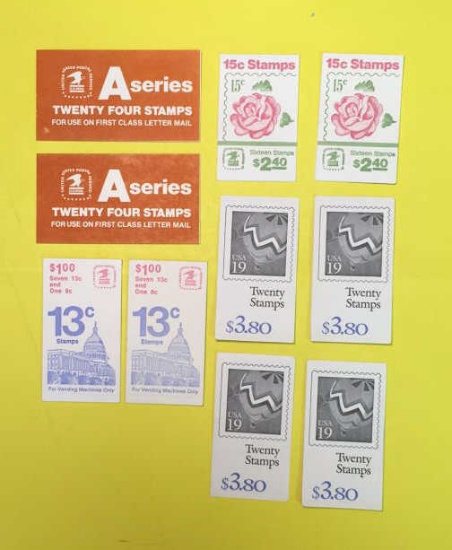 A series
TWENTY FOUR STAMPS
FOR USE ON FIRST CLASS LETTER MAIL
A series
TWENTY FOUR STAMPS
FOR USE ON FIRST CLASS LETTER MAIL
15c Stamps
15c
Sixteen Stamps
$2.40
15c Stamps
15c
Sixteen Stamps
$2.40
$1.00
Seven 13c
and
One 9c
13c
Stamps
For Vending Machines Only
$1.00
Seven 13c
and
One 9c
13c
Stamps
For Vending Machines Only
USA
19
Twenty
Stamps
$3.80
USA
19
Twenty
Stamps
$3.80
USA
19
Twenty
Stamps
$3.80
USA
19
Twenty
Stamps
$3.80